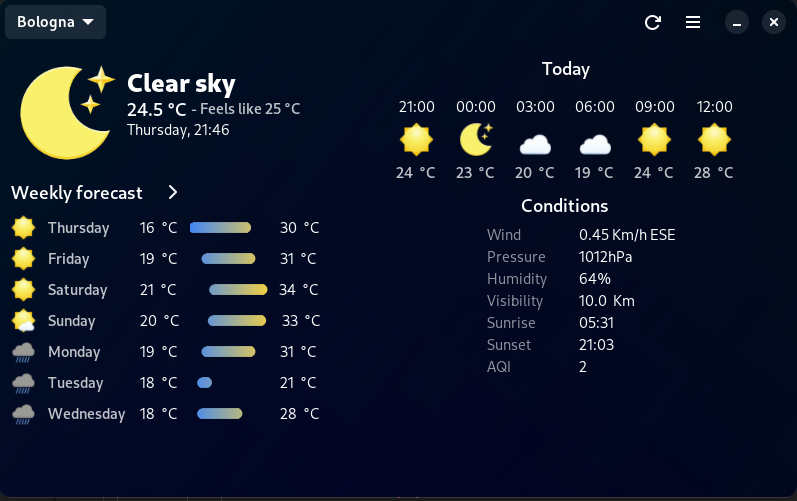 Bologna
Clear sky
24.5 °C - Feels like 25 °C
Thursday, 21:46
Weekly forecast
Thursday 16 °C 30 °C
Friday 19 °C 31 °C
Saturday 21 °C 34 °C
Sunday 20 °C 33 °C
Monday 19 °C 31 °C
Tuesday 18 °C 21 °C
Wednesday 18 °C 28 °C
Today
21:00 00:00 03:00 06:00 09:00 12:00
24 °C 23 °C 20 °C 19 °C 24 °C 28 °C
Conditions
Wind 0.45 Km/h ESE
Pressure 1012hPa
Humidity 64%
Visibility 10.0 Km
Sunrise 05:31
Sunset 21:03
AQI 2